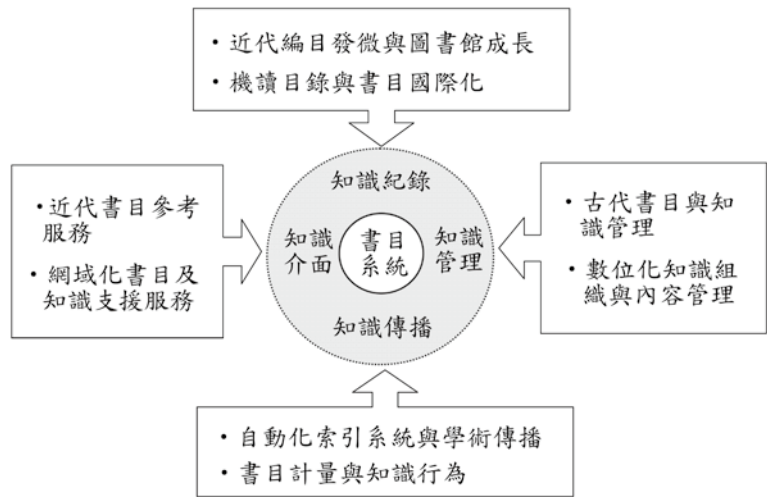 • 近代編目發微與圖書館成長
• 機讀目錄與書目國際化
• 近代書目參考
服務
• 網域化書目及
知識支援服務
知識紀錄
知識
介面
書目
系統
知識
管理
知識傳播
• 古代書目與知
識管理
• 數位化知識組
織與內容管理
• 自動化索引系統與學術傳播
• 書目計量與知識行為